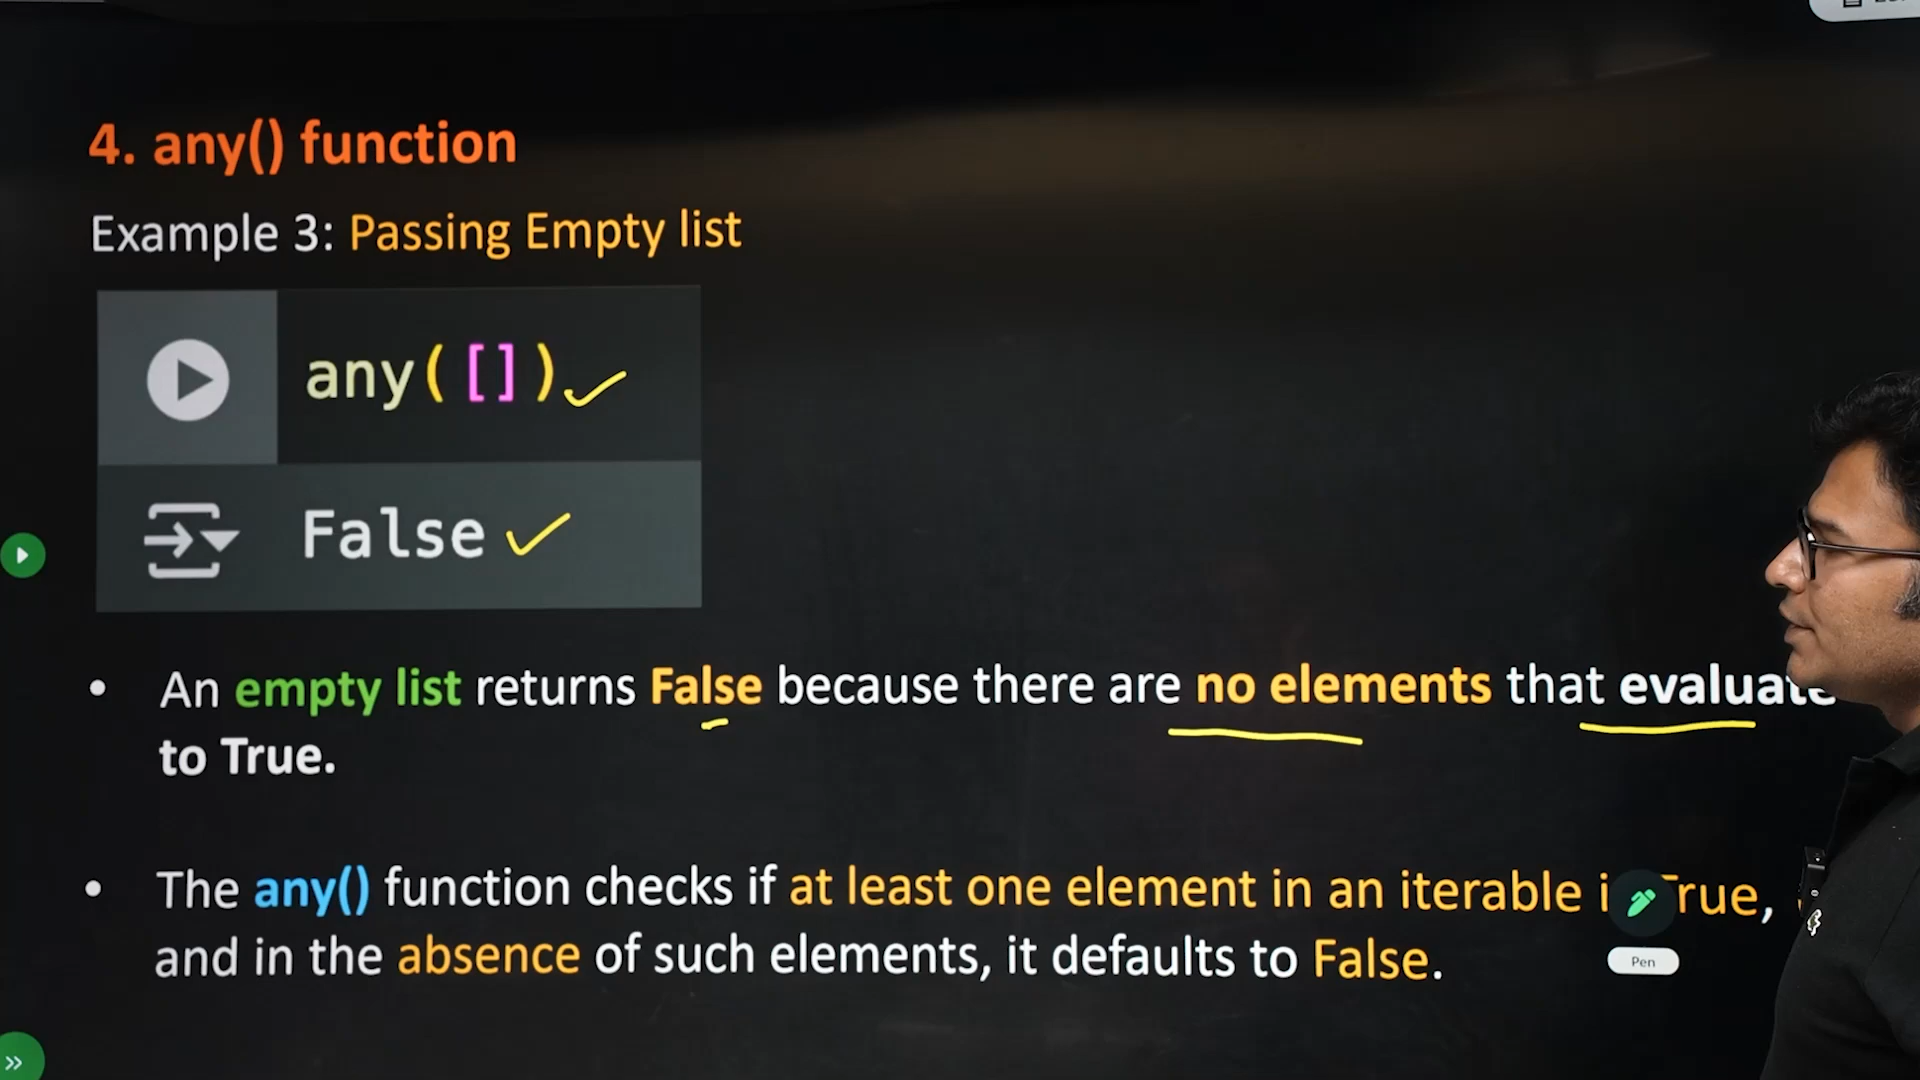 4. any() function
Example 3: Passing Empty list
any([])
False
• An empty list returns False because there are no elements that evaluate
to True.
• The any() function checks if at least one element in an iterable True,
and in the absence of such elements, it defaults to False.
Pen